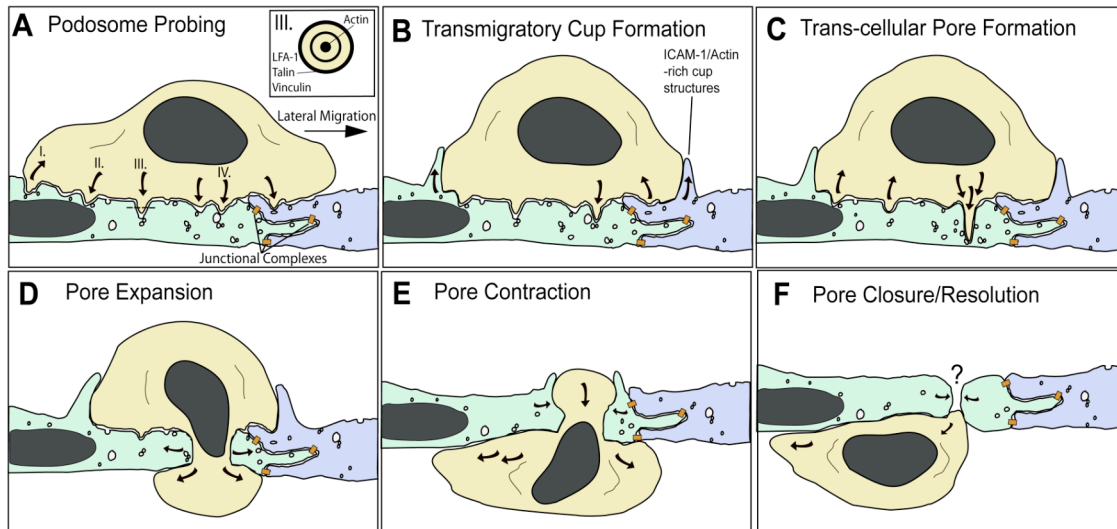 A Podosome Probing
III.
Actin
LFA-1
Talin
Vinculin
Lateral Migration
I.
II.
III.
IV.
Junctional Complexes
B Transmigratory Cup Formation
ICAM-1/Actin
-rich cup
structures
C Trans-cellular Pore Formation
D Pore Expansion
E Pore Contraction
F Pore Closure/Resolution
?